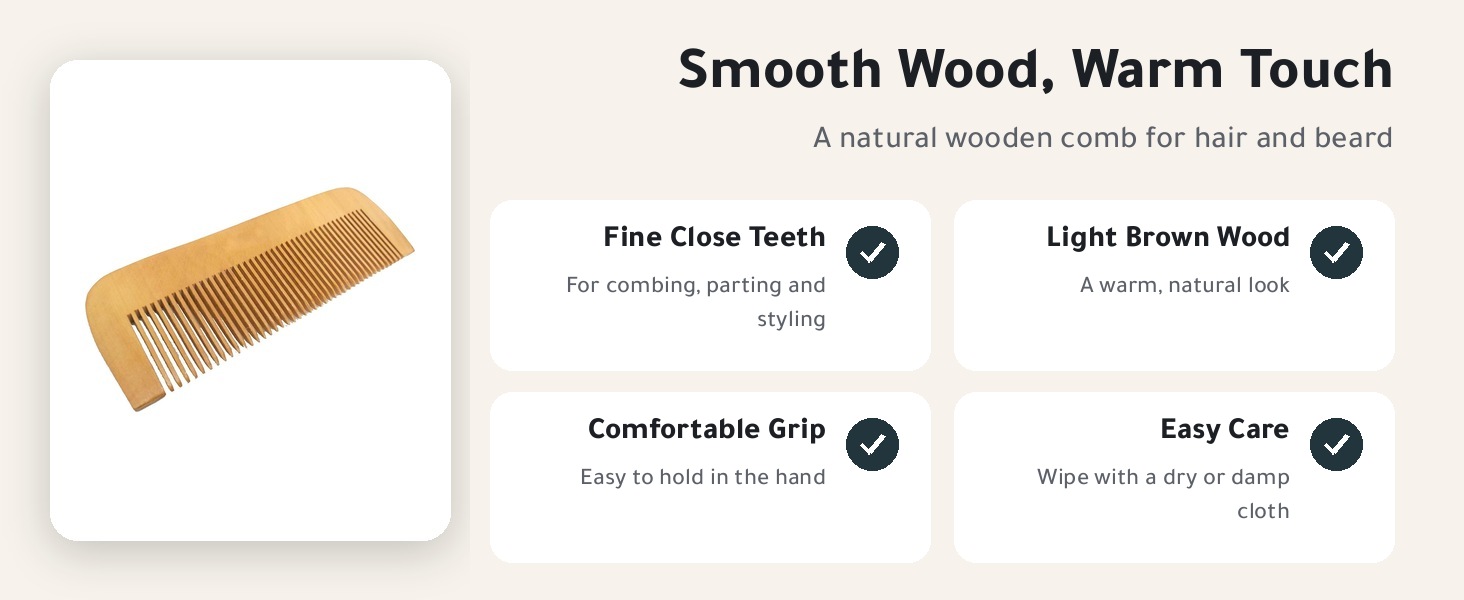 Smooth Wood, Warm Touch
A natural wooden comb for hair and beard
Fine Close Teeth
For combing, parting and
styling
Light Brown Wood
A warm, natural look
Comfortable Grip
Easy to hold in the hand
Easy Care
Wipe with a dry or damp
cloth